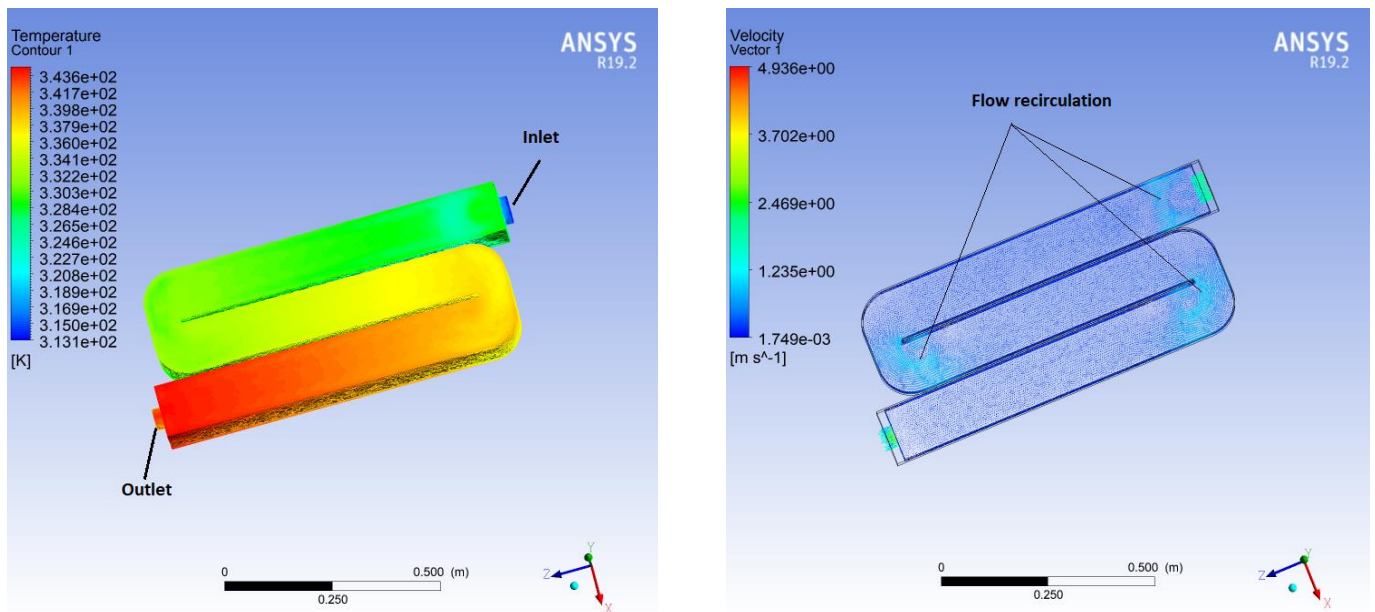 Temperature
Contour 1
3.436e+02
3.417e+02
3.398e+02
3.379e+02
3.360e+02
3.341e+02
3.322e+02
3.303e+02
3.284e+02
3.265e+02
3.246e+02
3.227e+02
3.208e+02
3.189e+02
3.169e+02
3.150e+02
3.131e+02
[K]
ANSYS
R19.2
Inlet
Outlet
0
0.500 (m)
0.250
Y
Z
X
Velocity
Vector 1
4.936e+00
3.702e+00
2.469e+00
1.235e+00
1.749e-03
[m s^-1]
ANSYS
R19.2
Flow recirulation
0
0.500 (m)
0.250
Y
Z
X